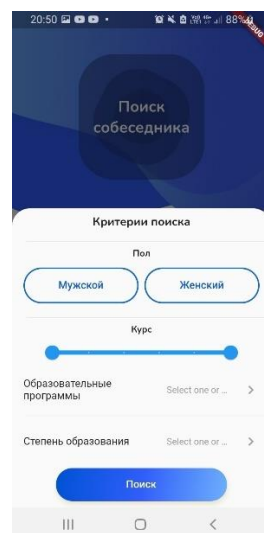 20:50
88%
DEBUG
Поиск
собеседника
Критерии поиска
Пол
Мужской
Женский
Курс
Образовательные
программы
Select one or ...
Степень образования
Select one or ...
Поиск